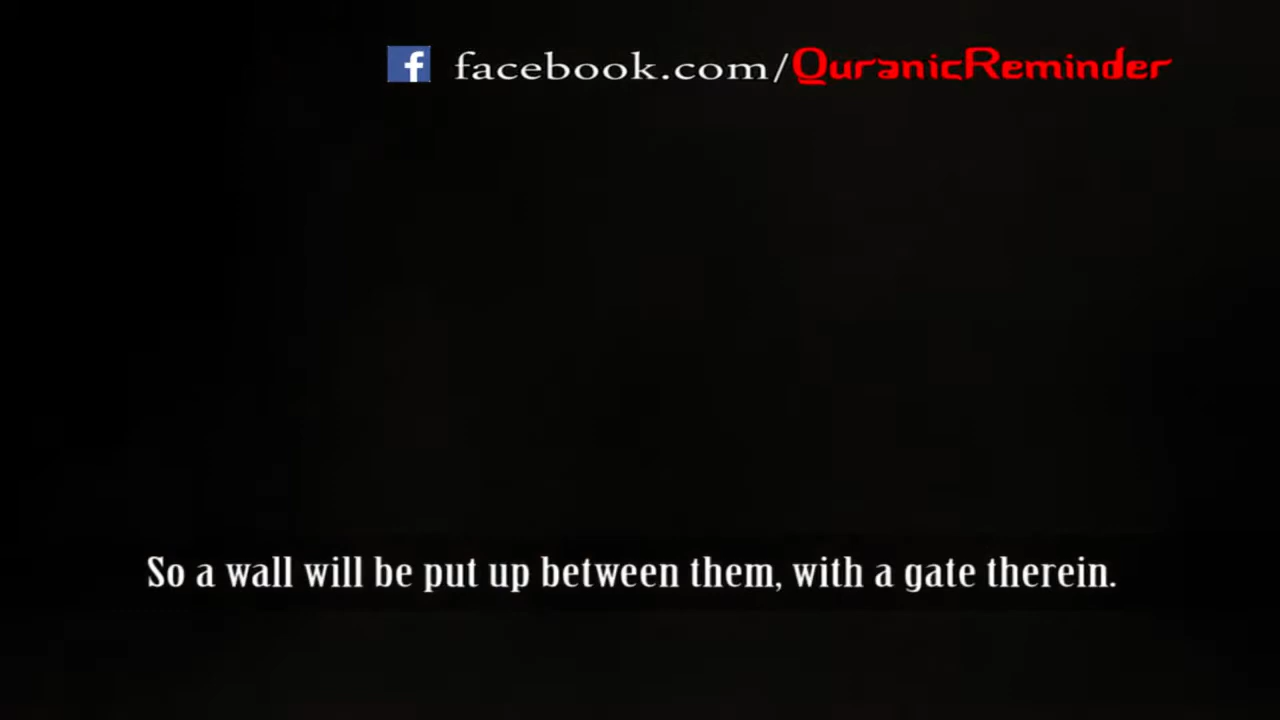 facebook.com/QuranicReminder
So a wall will be put up between them, with a gate therein.